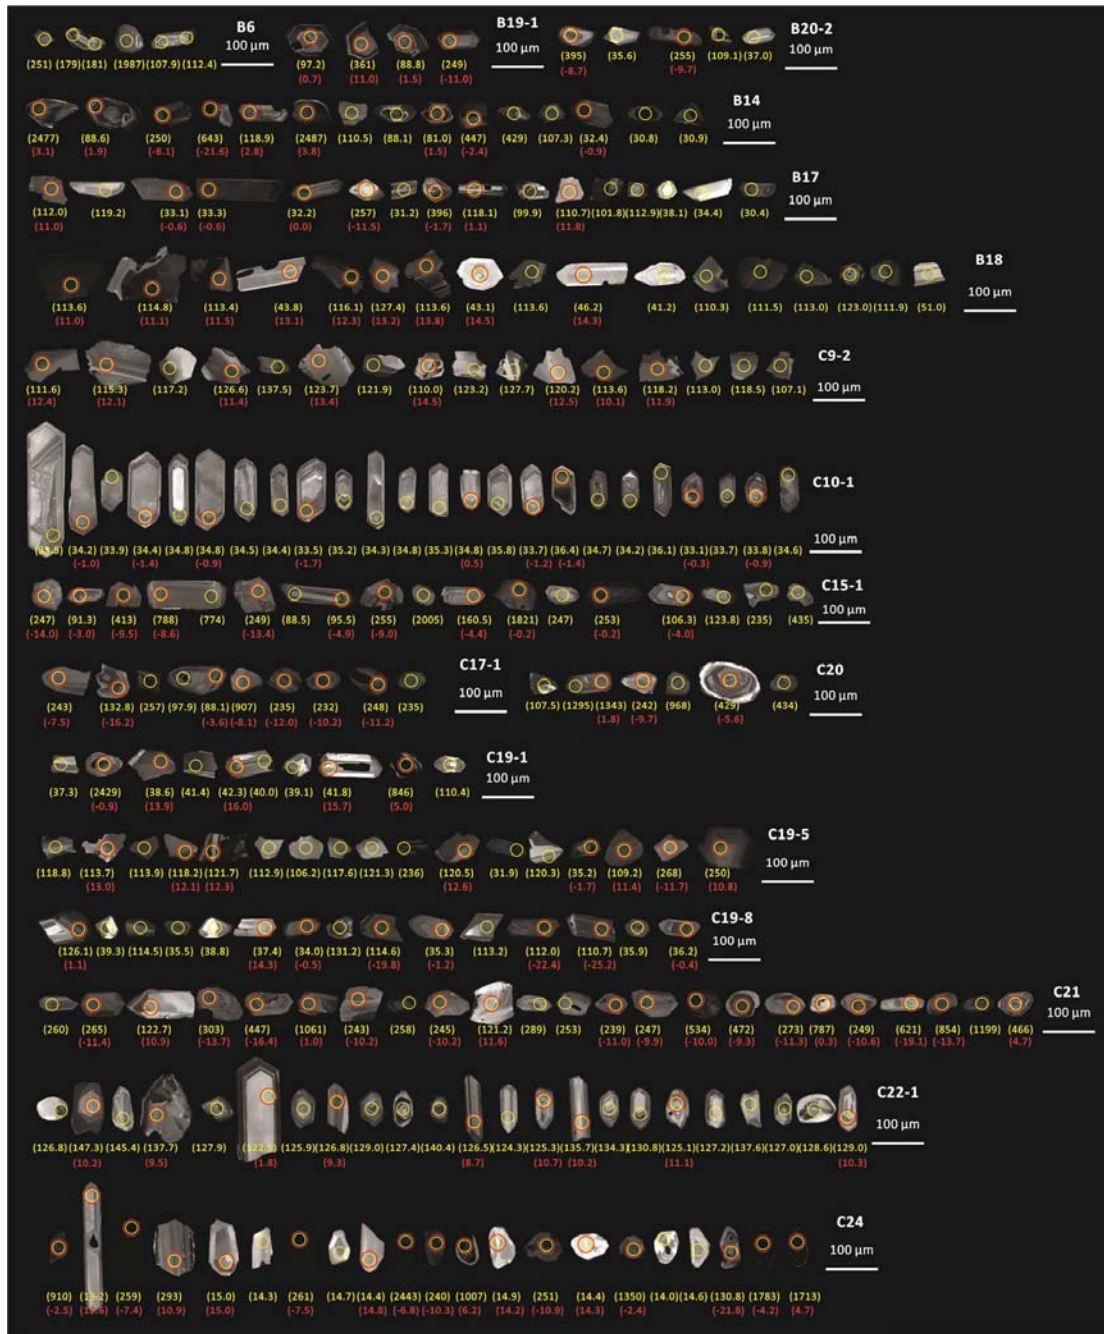 B6 B19-1 B20-2
100 µm 100 µm 100 µm
(251) (179) (181) (1987) (107.9) (112.4) (97.2) (361) (88.8) (249) (395) (35.6) (255) (109.1) (37.0)
(0.7) (11.0) (1.5) (-11.0) (-8.7) (-9.7)
B14
100 µm
(2477) (88.6) (250) (643) (118.9) (2487) (110.5) (88.1) (81.0) (447) (429) (107.3) (32.4) (30.8) (30.9)
(3.1) (1.9) (-8.1) (-21.6) (2.8) (3.8) (1.5) (-2.4) (-0.9)
B17
100 µm
(112.0) (119.2) (33.1) (33.3) (32.2) (257) (31.2) (396) (118.1) (99.9) (110.7) (101.8) (112.9) (38.1) (34.4) (30.4)
(11.0) (-0.6) (-0.6) (0.0) (-11.5) (-1.7) (1.1) (11.8)
B18
100 µm
(113.6) (114.8) (113.4) (43.8) (116.1) (127.4) (113.6) (43.1) (113.6) (46.2) (41.2) (110.3) (111.5) (113.0) (123.0) (111.9) (51.0)
(11.0) (11.1) (11.5) (13.1) (12.3) (13.2) (13.8) (14.5) (14.3)
C9-2
100 µm
(111.6) (115.3) (117.2) (126.6) (137.5) (123.7) (121.9) (110.0) (123.2) (127.7) (120.2) (113.6) (118.2) (113.0) (118.5) (107.1)
(12.4) (12.1) (11.4) (13.4) (14.5) (12.5) (10.1) (11.9)
C10-1
100 µm
(34.2) (33.9) (34.4) (34.8) (34.8) (34.5) (34.4) (33.5) (35.2) (34.3) (34.8) (35.3) (34.8) (35.8) (33.7) (36.4) (34.7) (34.2) (36.1) (33.1) (33.7) (33.8) (34.6)
(-1.0) (-1.4) (-0.9) (-1.7) (0.5) (-1.2) (-1.4) (-0.3) (-0.9)
C15-1
100 µm
(247) (91.3) (413) (788) (774) (249) (88.5) (95.5) (255) (2005) (160.5) (1821) (247) (253) (106.3) (123.8) (235) (435)
(-14.0) (-3.0) (-9.5) (-8.6) (-13.4) (-4.9) (-9.0) (-4.4) (-0.2) (-0.2) (-4.0)
C17-1 C20
100 µm 100 µm
(243) (132.8) (257) (97.9) (88.1) (907) (235) (232) (248) (235) (107.5) (1295) (1343) (242) (968) (429) (434)
(-7.5) (-16.2) (-3.6) (-8.1) (-12.0) (-10.2) (-11.2) (1.8) (-9.7) (-5.6)
C19-1
100 µm
(37.3) (2429) (38.6) (41.4) (42.3) (40.0) (39.1) (41.8) (846) (110.4)
(-0.9) (13.9) (16.0) (15.7) (5.0)
C19-5
100 µm
(118.8) (113.7) (113.9) (118.2) (121.7) (112.9) (106.2) (117.6) (121.3) (236) (120.5) (31.9) (120.3) (35.2) (109.2) (268) (250)
(13.0) (12.1) (12.3) (12.6) (-1.7) (11.4) (-11.7) (10.8)
C19-8
100 µm
(126.1) (39.3) (114.5) (35.5) (38.8) (37.4) (34.0) (131.2) (114.6) (35.3) (113.2) (112.0) (110.7) (35.9) (36.2)
(1.1) (14.3) (-0.5) (-19.8) (-1.2) (-22.4) (-25.2) (-0.4)
C21
100 µm
(260) (265) (122.7) (303) (447) (1061) (243) (258) (245) (121.2) (289) (253) (239) (247) (534) (472) (273) (787) (249) (621) (854) (1199) (466)
(-11.4) (10.9) (-13.7) (-16.4) (1.0) (-10.2) (-10.2) (11.6) (-11.0) (-9.9) (-10.0) (-9.3) (-11.3) (0.3) (-10.6) (-19.1) (-13.7) (4.7)
C22-1
100 µm
(126.8) (147.3) (145.4) (137.7) (127.9) (122.5) (125.9) (126.8) (129.0) (127.4) (140.4) (126.5) (124.3) (125.3) (135.7) (134.3) (130.8) (125.1) (127.2) (137.6) (127.0) (128.6) (129.0)
(10.2) (9.5) (1.8) (9.3) (8.7) (10.7) (10.2) (11.1) (10.3)
C24
100 µm
(910) (259) (293) (15.0) (14.3) (261) (14.7) (14.4) (2443) (240) (1007) (14.9) (251) (14.4) (1350) (14.0) (14.6) (130.8) (1783) (1713)
(-2.5) (-7.4) (10.9) (15.0) (-7.5) (14.8) (-6.8) (-10.3) (6.2) (14.2) (-10.9) (14.3) (-2.4) (-21.8) (-4.2) (4.7)